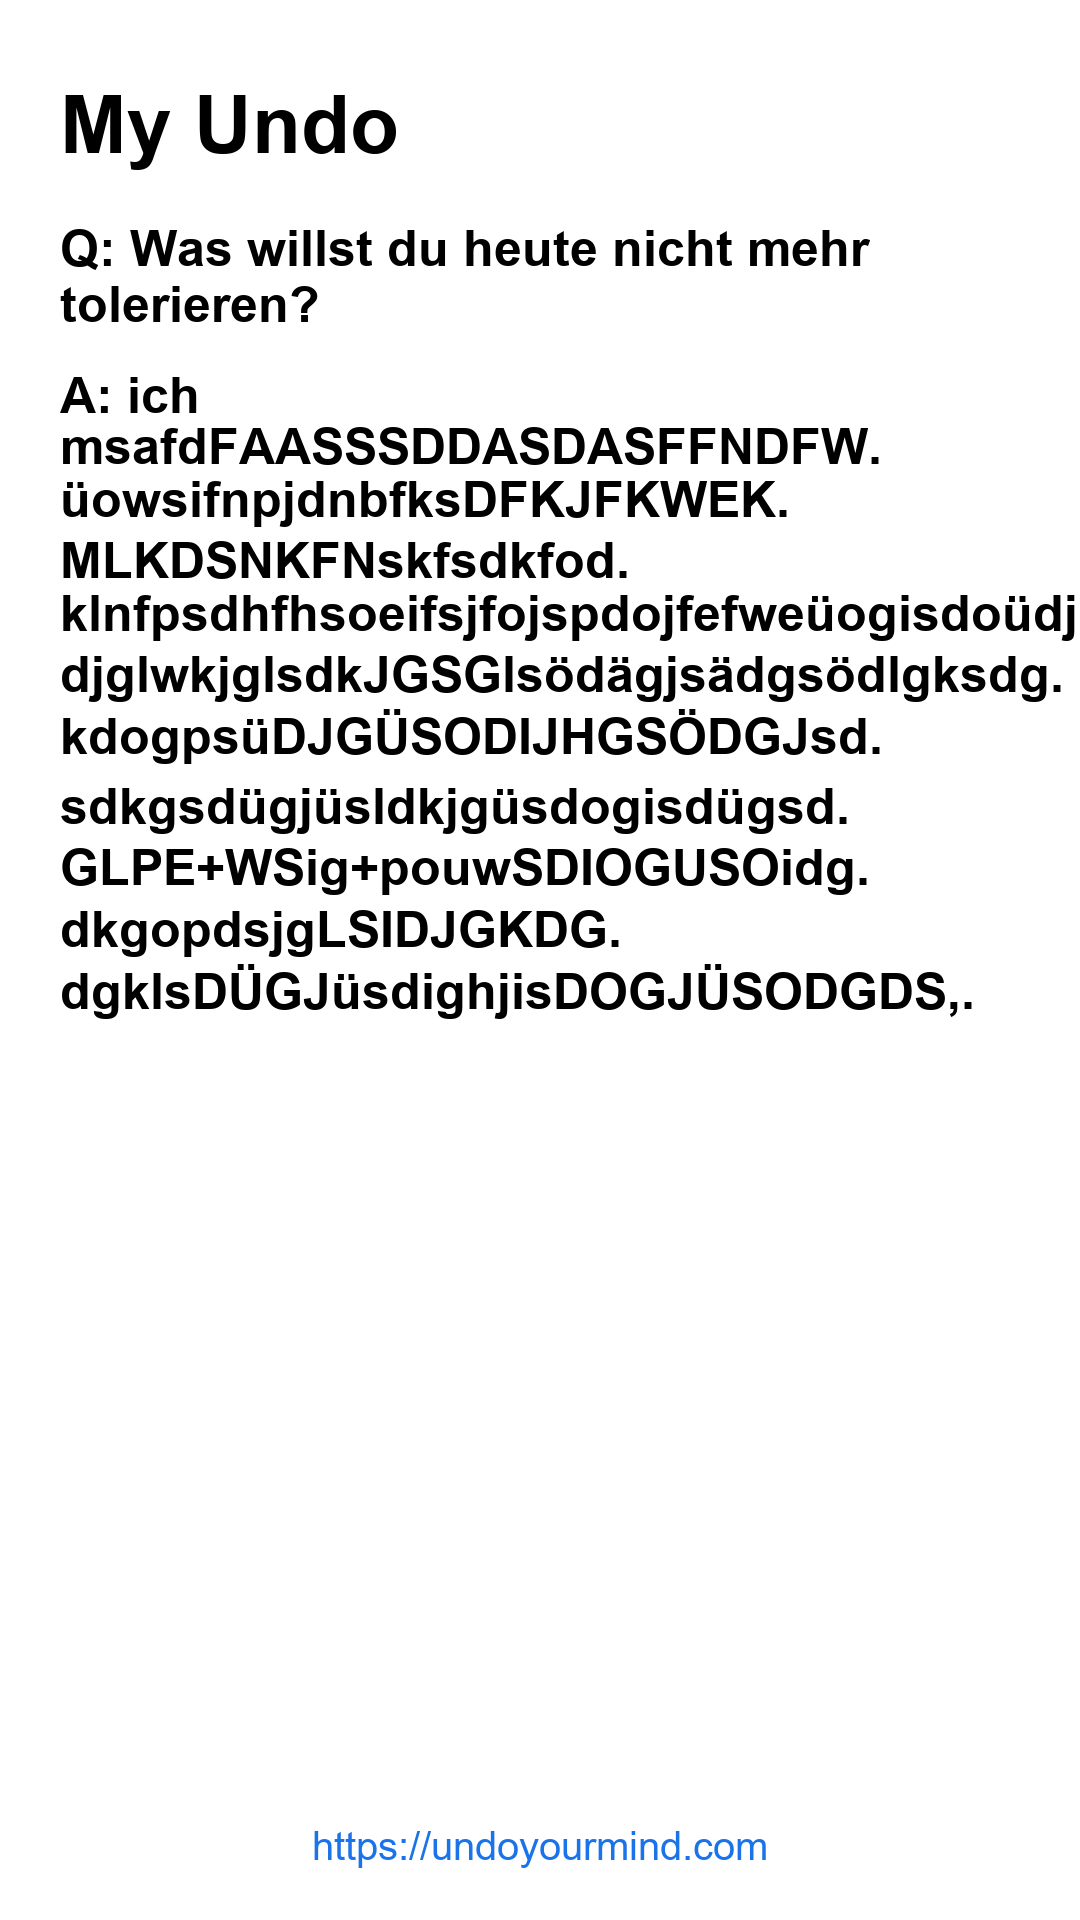 My Undo
Q: Was willst du heute nicht mehr
tolerieren?
A: ich
msafdFAASSSDDASDASFFNDFW.
üowsifnpjdnbfksDFKJFKWEK.
MLKDSNKFNskfsdkfod.
klnfpsdhfhsoeifsjfojspdojfefweüogisdoüdj
djglwkjglsdkJGSGlsödägjsädgsödlgksdg.
kdogpsüDJGÜSODIJHGSÖDGJsd.
sdkgsdügjüsldkjgüsdogisdügsd.
GLPE+WSig+pouwSDIOGUSOidg.
dkgopdsjgLSIDJGKDG.
dgklsDÜGJüsdighjisDOGJÜSODGDS,.
https://undoyourmind.com